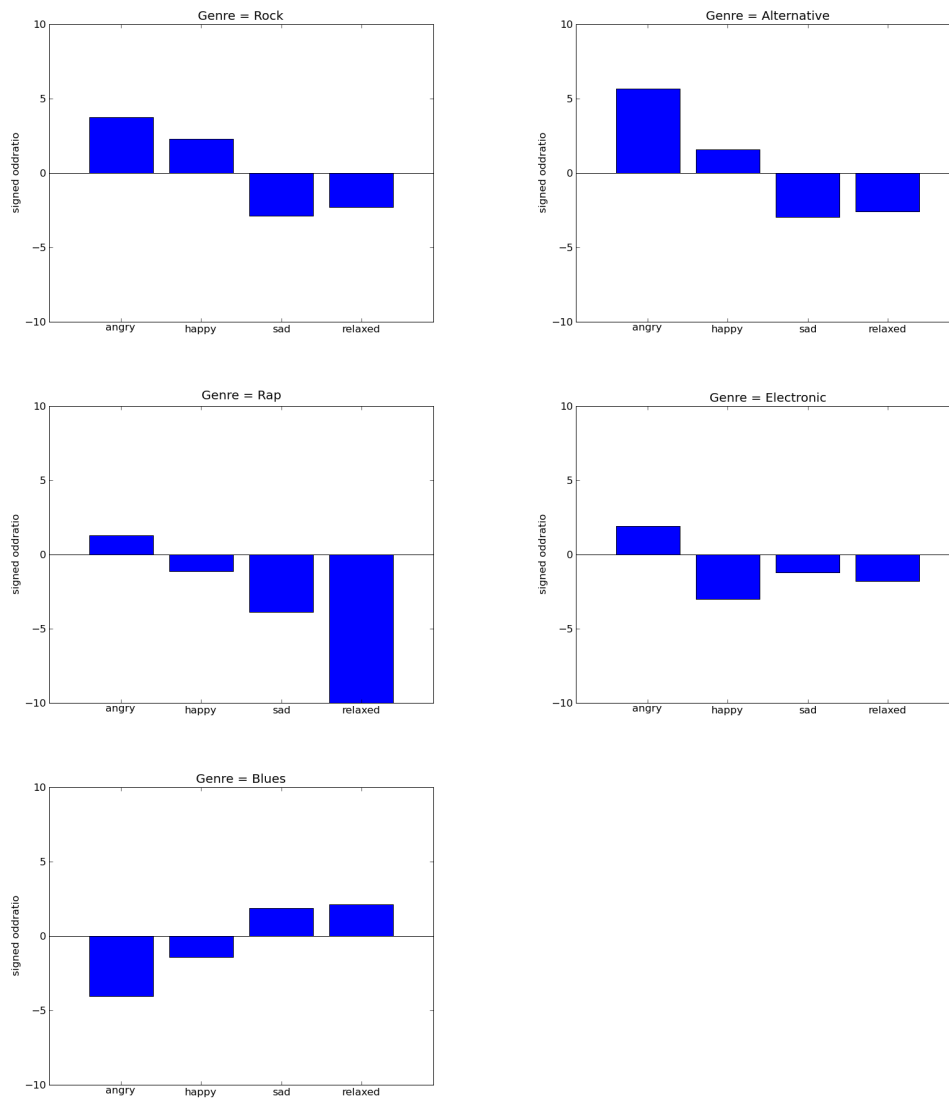 Genre = Rock
10
5
0
−5
−10
signed oddratio
angry happy sad relaxed
Genre = Alternative
10
5
0
−5
−10
signed oddratio
angry happy sad relaxed
Genre = Rap
10
5
0
−5
−10
signed oddratio
angry happy sad relaxed
Genre = Electronic
10
5
0
−5
−10
signed oddratio
angry happy sad relaxed
Genre = Blues
10
5
0
−5
−10
signed oddratio
angry happy sad relaxed